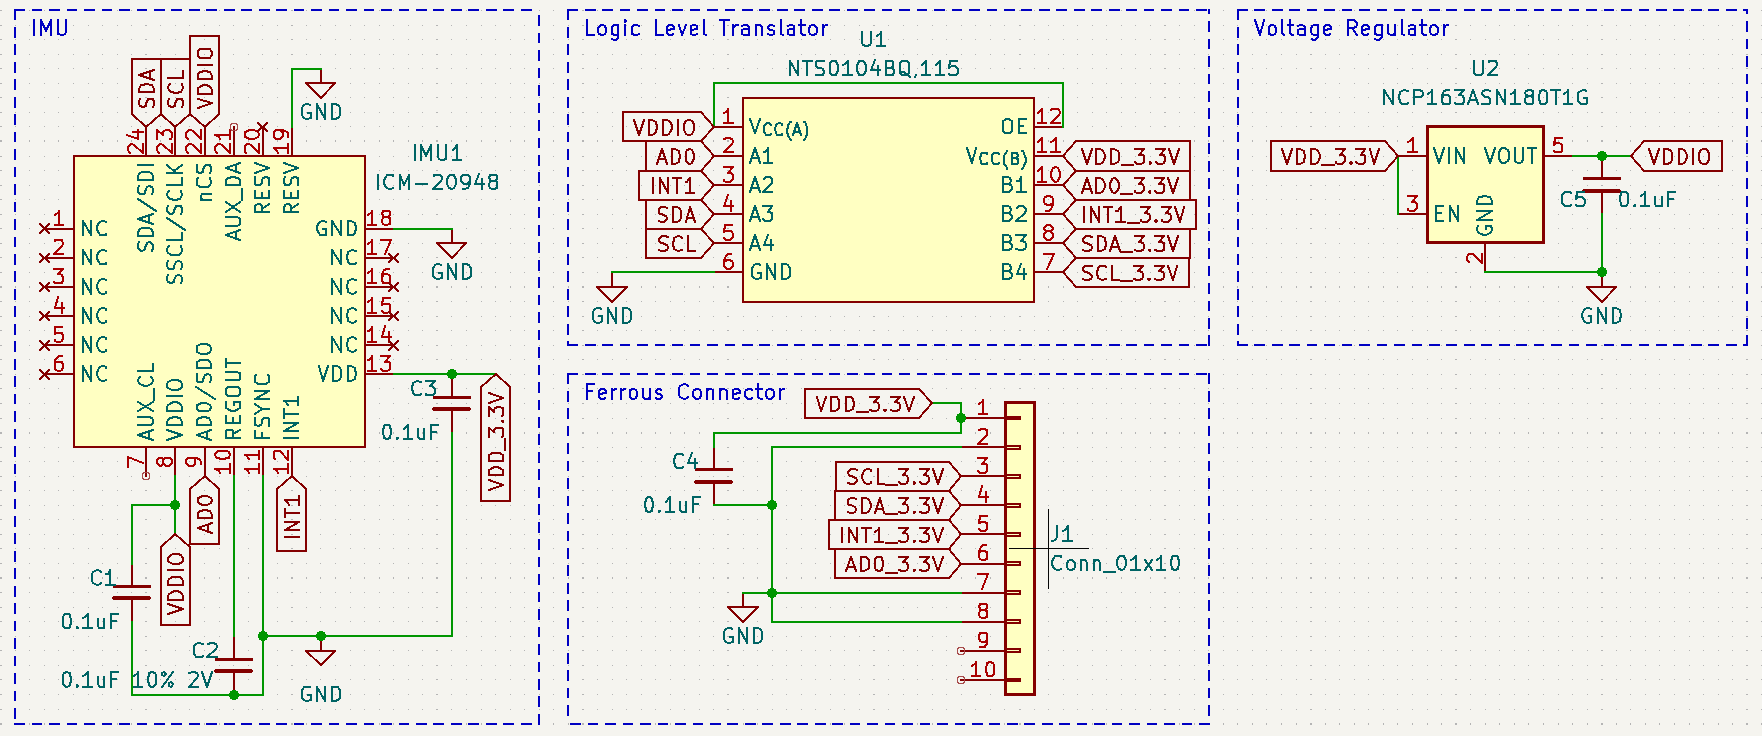 IMU
SDA
SCL
VDDIO
GND
24
23
22
21
20
19
IMU1
ICM-20948
SDA/SDI
SSCL/SCLK
nCS
AUX_DA
RESV
RESV
1 NC
2 NC
3 NC
4 NC
5 NC
6 NC
GND 18
NC 17
NC 16
NC 15
NC 14
VDD 13
GND
AUX_CL
VDDIO
AD0/SDO
REGOUT
FSYNC
INT1
7
8
9
10
11
12
AD0
INT1
VDDIO
C3
0.1uF
VDD_3.3V
C1
0.1uF
C2
0.1uF 10% 2V
GND
Logic Level Translator
U1
NTS0104BQ,115
VDDIO 1 VCC(A) OE 12
AD0 2 A1 VCC(B) 11 VDD_3.3V
INT1 3 A2 B1 10 AD0_3.3V
SDA 4 A3 B2 9 INT1_3.3V
SCL 5 A4 B3 8 SDA_3.3V
6 GND B4 7 SCL_3.3V
GND
Voltage Regulator
U2
NCP163ASN180T1G
VDD_3.3V 1 VIN VOUT 5 VDDIO
3 EN
GND
2
C5 0.1uF
GND
Ferrous Connector
VDD_3.3V 1
2
C4
0.1uF
SCL_3.3V 3
SDA_3.3V 4
INT1_3.3V 5
AD0_3.3V 6
7
8
9
10
GND
J1
Conn_01x10